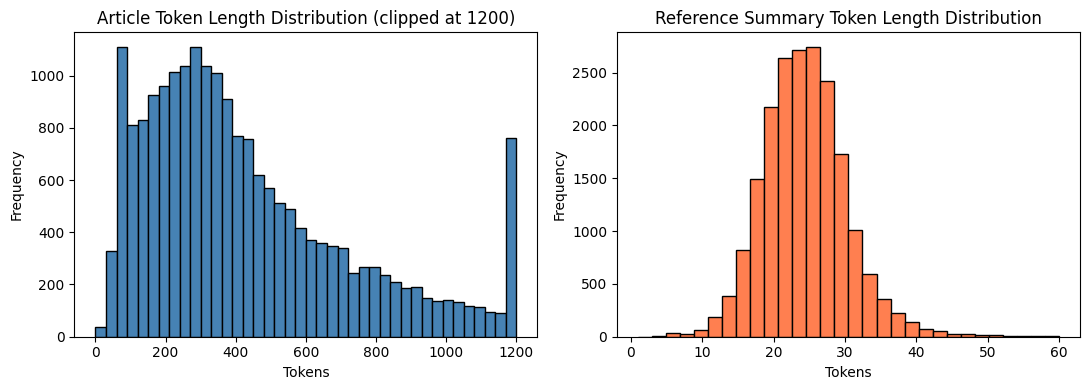 Article Token Length Distribution (clipped at 1200)
1000
800
600
400
200
0
Frequency
0 200 400 600 800 1000 1200
Tokens
Reference Summary Token Length Distribution
2500
2000
1500
1000
500
0
Frequency
0 10 20 30 40 50 60
Tokens